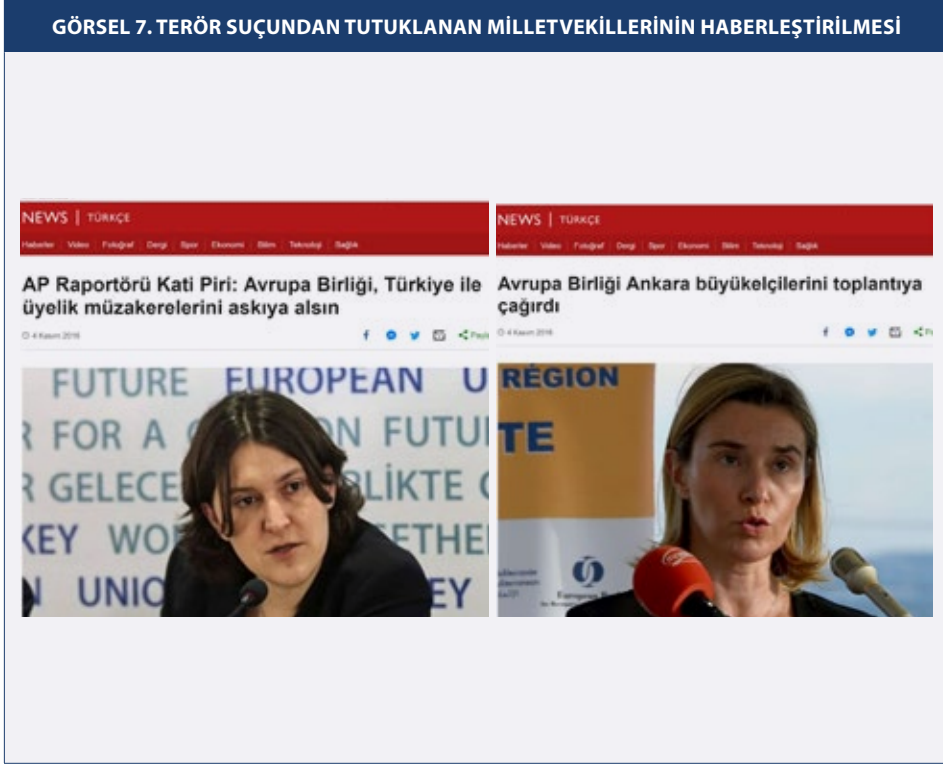 GÖRSEL 7. TERÖR SUÇUNDAN TUTUKLANAN MİLLETVEKİLLERİNİN HABERLEŞTİRİLMESİ
NEWS | TÜRKÇE
Haberler Video Fotoğraf Dergi Spor Ekonomi Bilim Teknoloji Sağlık
AP Raportörü Kati Piri: Avrupa Birliği, Türkiye ile
üyelik müzakerelerini askıya alsın
4 Kasım 2016
FUTURE EUROPEAN U
R FOR A FUTU
R GELECE RLİKTE
KEY WO ETHE
UNIO EY
NEWS | TÜRKÇE
Haberler Video Fotoğraf Dergi Spor Ekonomi Bilim Teknoloji Sağlık
Avrupa Birliği Ankara büyükelçilerini toplantıya
çağırdı
4 Kasım 2016
RÉGION
TE
European